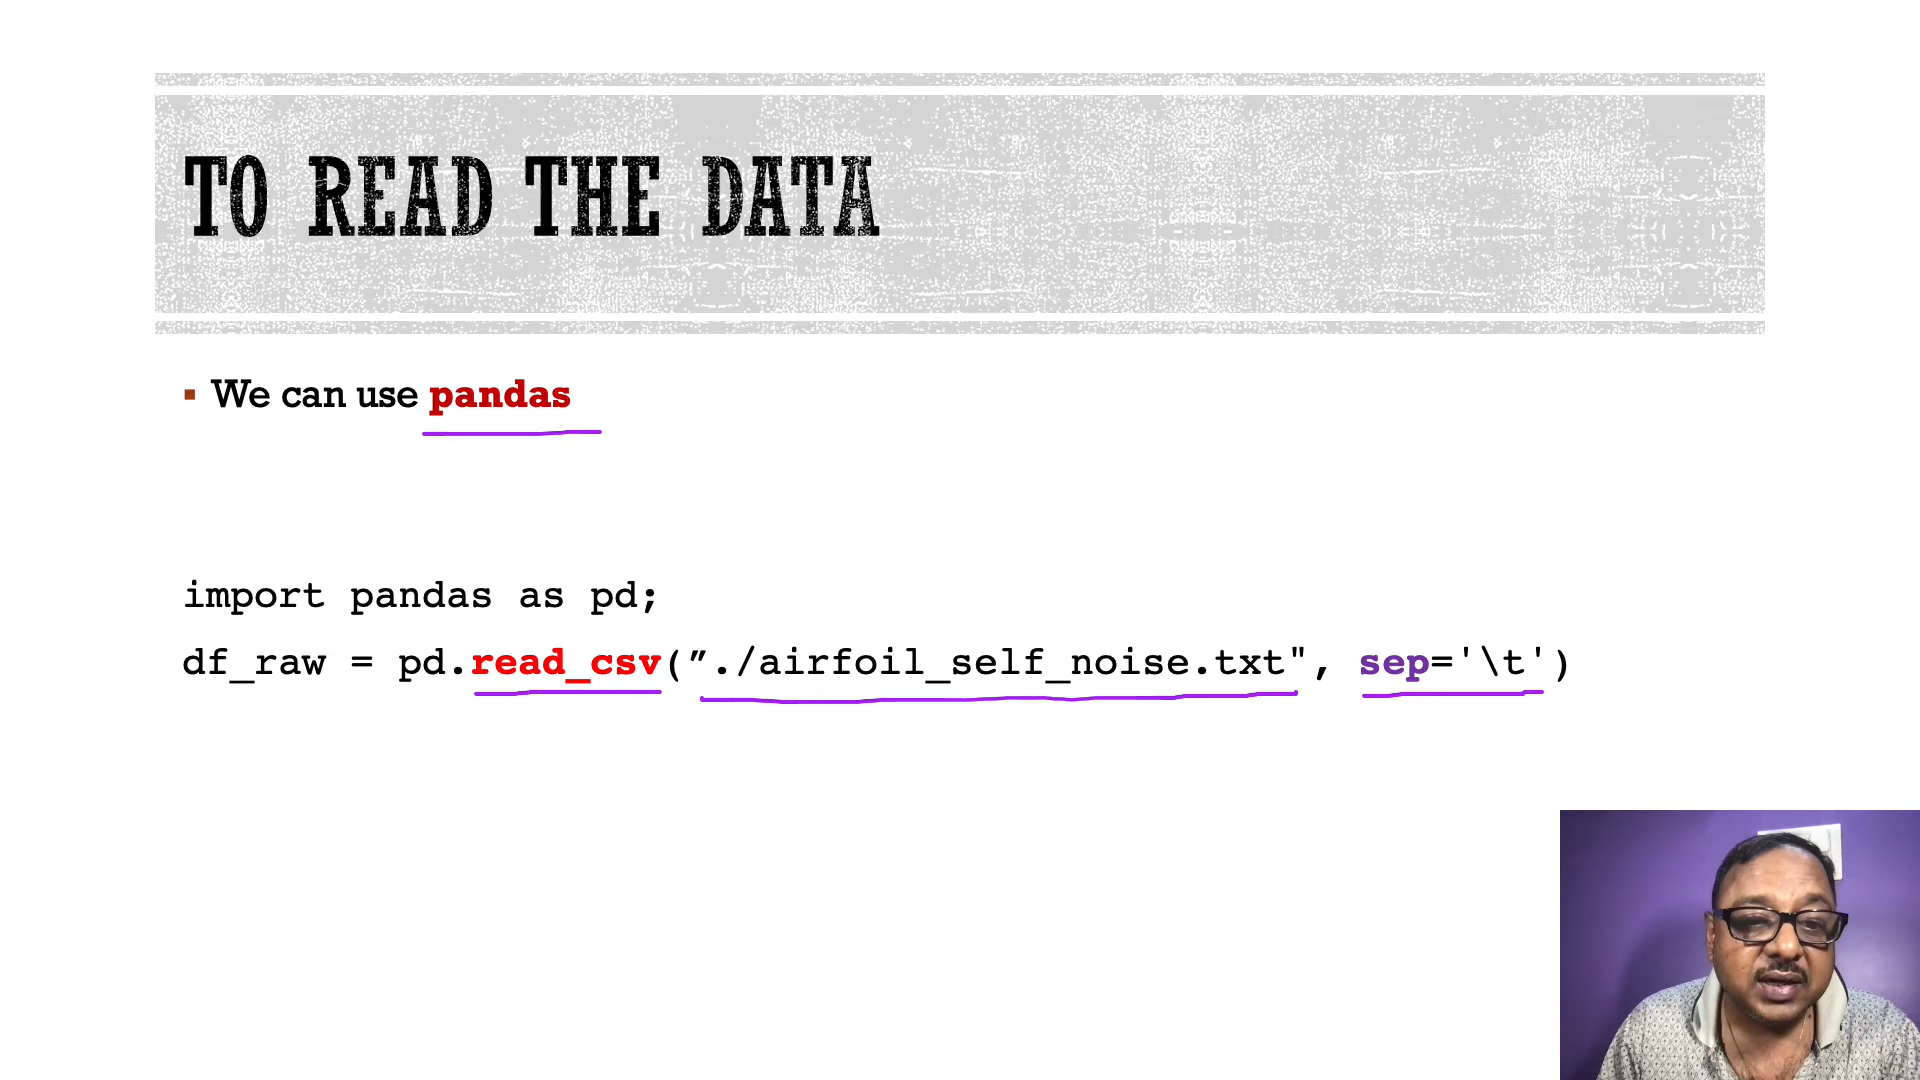 TO READ THE DATA
▪ We can use pandas
import pandas as pd;
df_raw = pd.read_csv(”./airfoil_self_noise.txt", sep='\t')